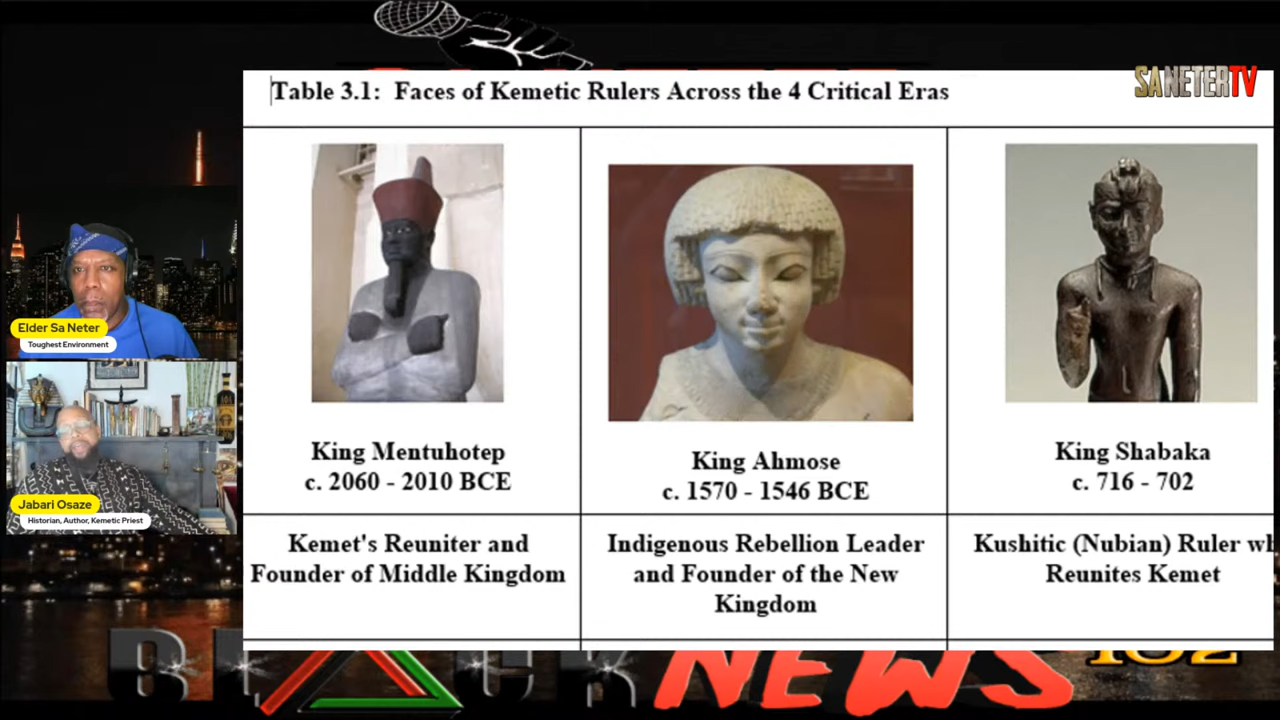 SANETERTV
Table 3.1: Faces of Kemetic Rulers Across the 4 Critical Eras
King Mentuhotep
c. 2060 - 2010 BCE
King Ahmose
c. 1570 - 1546 BCE
King Shabaka
c. 716 - 702
Kemet's Reuniter and
Founder of Middle Kingdom
Indigenous Rebellion Leader
and Founder of the New
Kingdom
Kushitic (Nubian) Ruler wh
Reunites Kemet
Elder Sa Neter
Toughest Environment
Jabari Osaze
Historian, Author, Kemetic Priest
BLACK NEWS 102